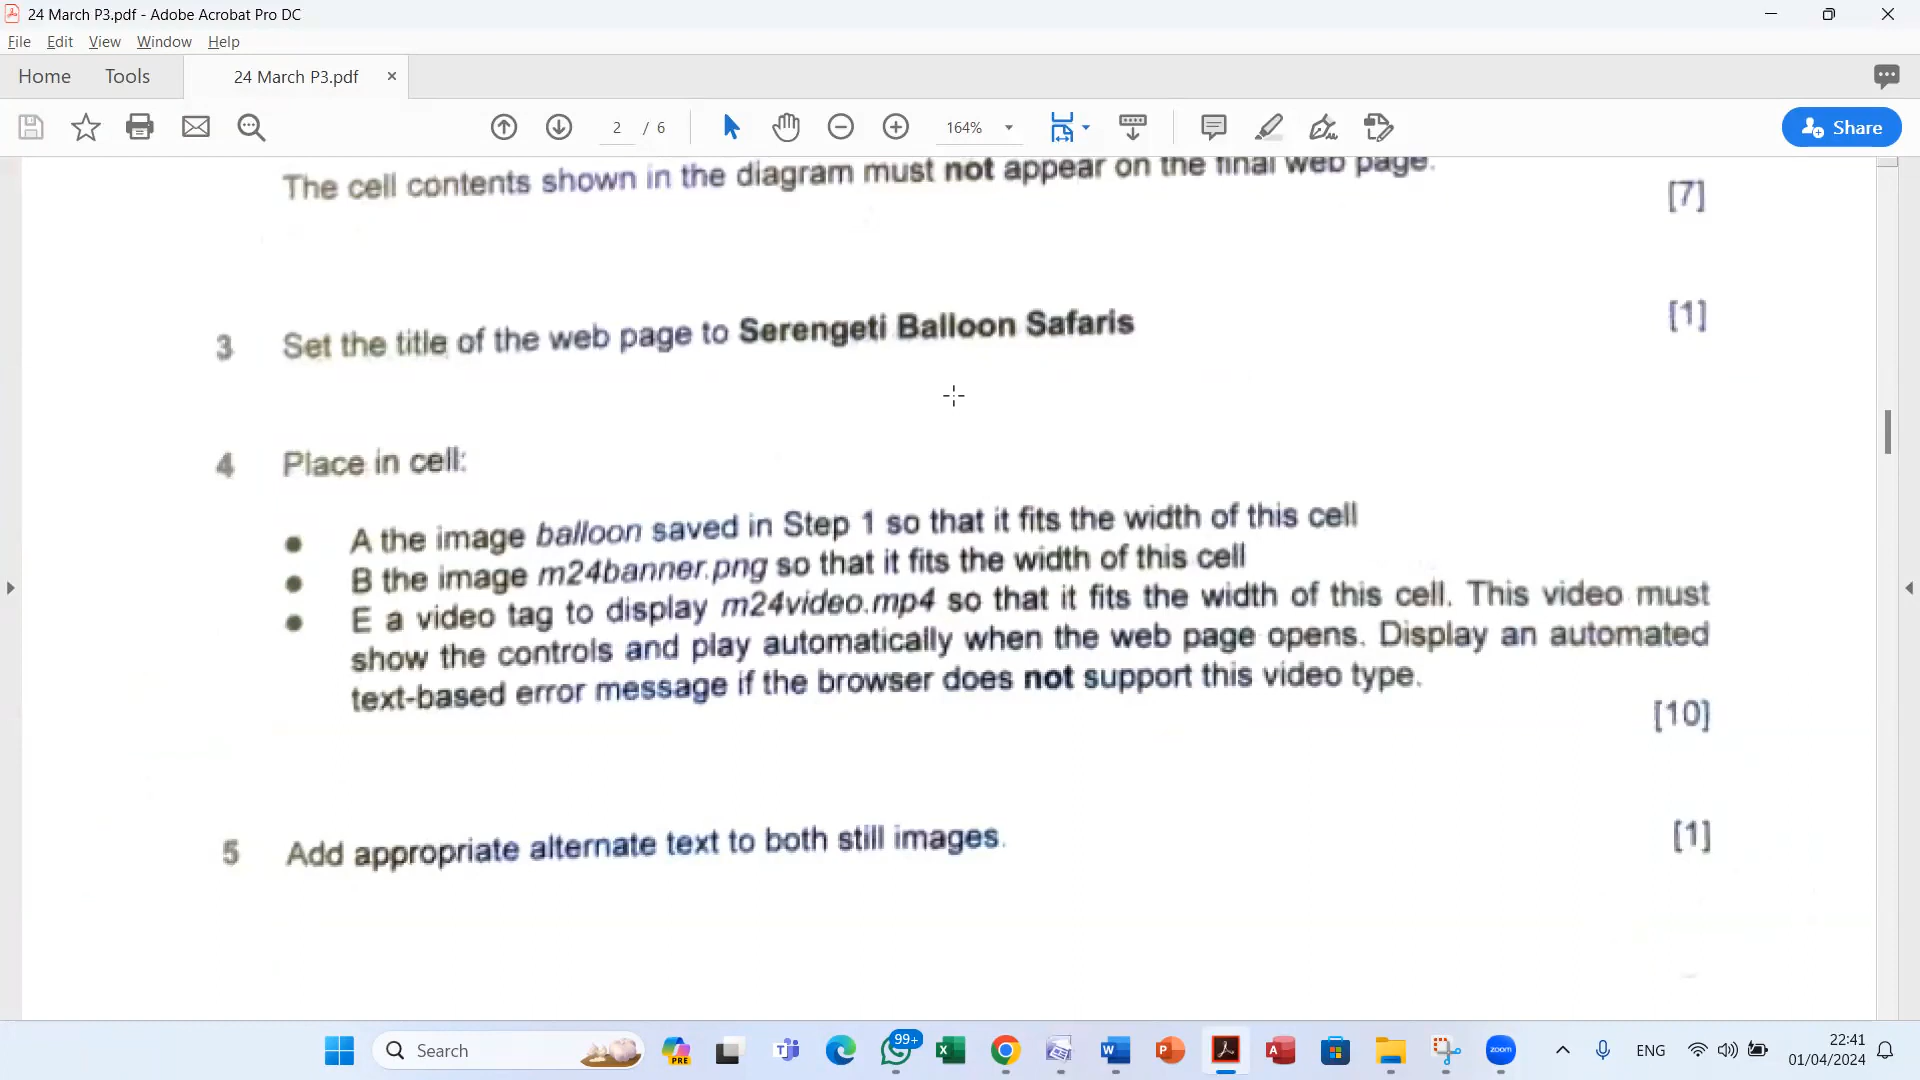 24 March P3.pdf - Adobe Acrobat Pro DC
File Edit View Window Help
Home Tools 24 March P3.pdf ×
2 / 6 164% Share
The cell contents shown in the diagram must not appear on the final web page.
[7]
3 Set the title of the web page to Serengeti Balloon Safaris [1]
4 Place in cell:
● A the image balloon saved in Step 1 so that it fits the width of this cell
● B the image m24banner.png so that it fits the width of this cell
● E a video tag to display m24video.mp4 so that it fits the width of this cell. This video must
show the controls and play automatically when the web page opens. Display an automated
text-based error message if the browser does not support this video type.
[10]
5 Add appropriate alternate text to both still images. [1]
Search PRE 99+ zoom ENG 22:41
01/04/2024